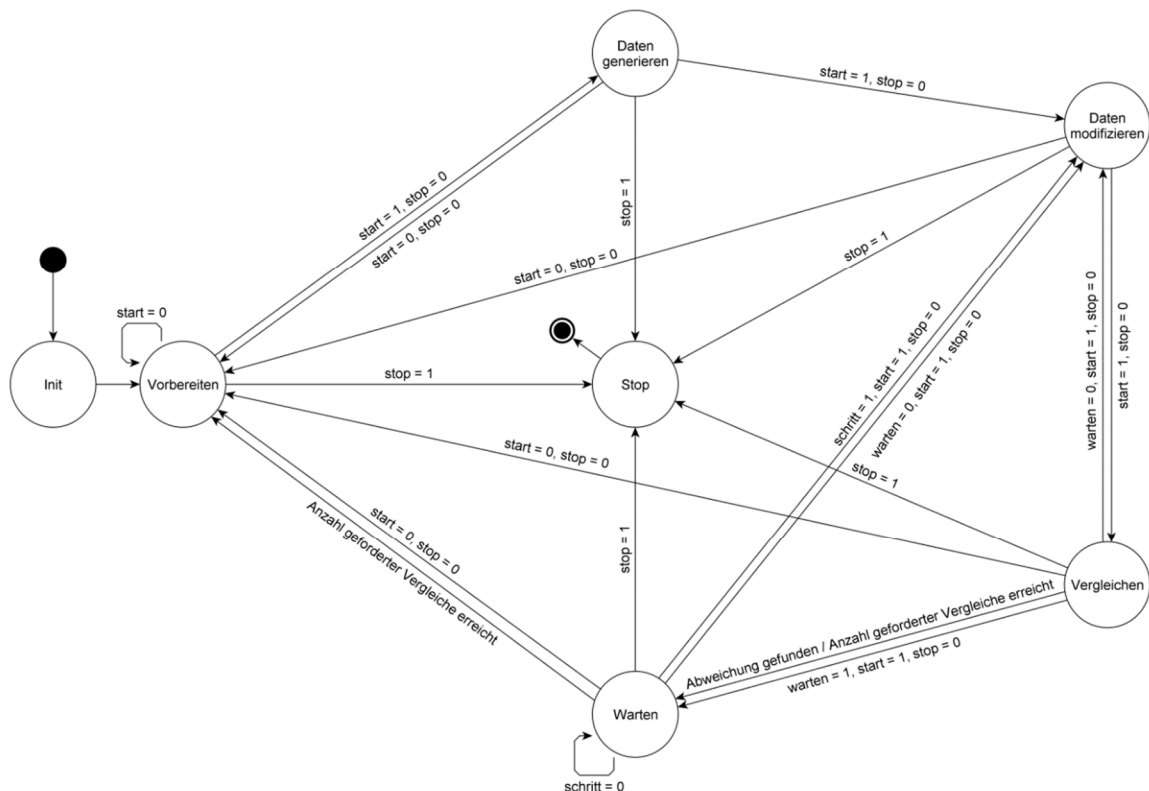 Daten
generieren
start = 1, stop = 0
Daten
modifizieren
start = 1, stop = 0
start = 0, stop = 0
stop = 1
stop = 1
start = 0, stop = 0
start = 0
Init
Vorbereiten
stop = 1
Stop
schritt = 1, start = 1, stop = 0
warten = 0, start = 1, stop = 0
warten = 0, start = 1, stop = 0
start = 1, stop = 0
start = 0, stop = 0
stop = 1
start = 0, stop = 0
Anzahl geforderter Vergleiche erreicht
stop = 1
Vergleichen
Abweichung gefunden / Anzahl geforderter Vergleiche erreicht
warten = 1, start = 1, stop = 0
Warten
schritt = 0